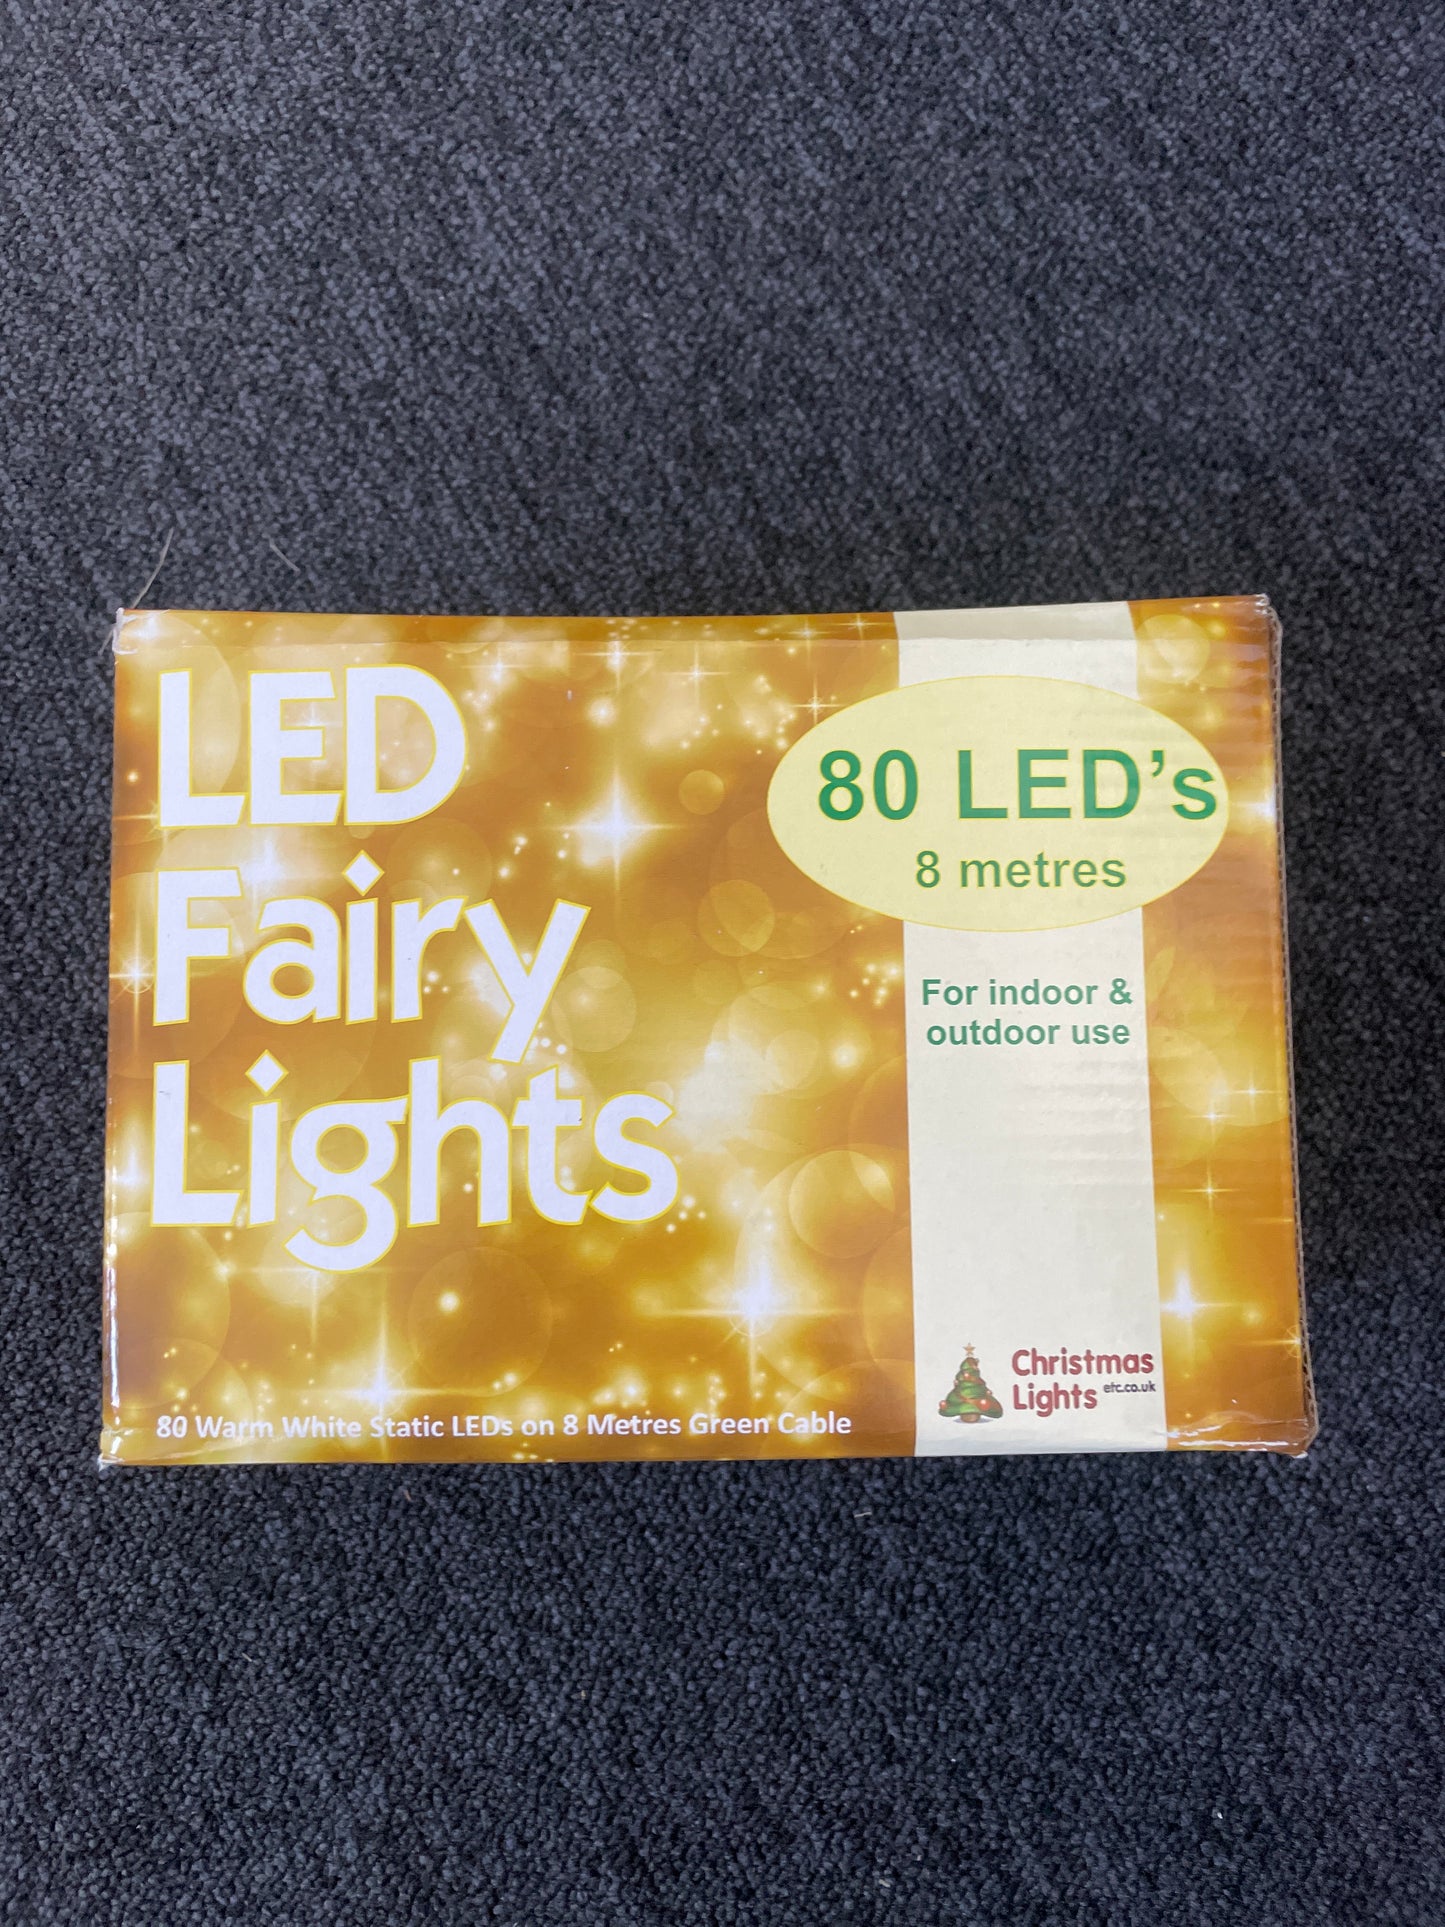 LED
Fairy
Lights
80 LED’s
8 metres
For indoor &
outdoor use
Christmas
Lights etc.co.uk
80 Warm White Static LEDs on 8 Metres Green Cable